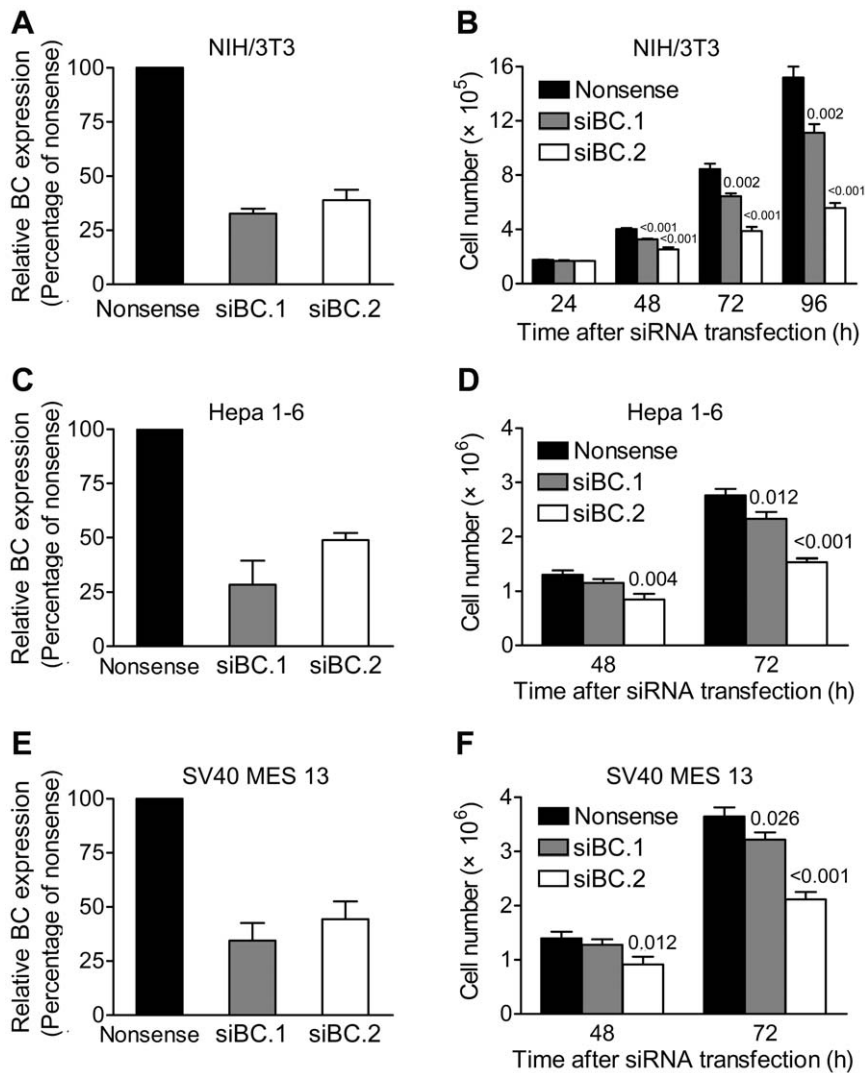 A
NIH/3T3
Relative BC expression
(Percentage of nonsense)
100
75
50
25
0
Nonsense siBC.1 siBC.2
B
NIH/3T3
Cell number (× 10⁵)
16
12
8
4
0
Nonsense
siBC.1
siBC.2
<0.001
<0.001
0.002
<0.001
0.002
<0.001
24 48 72 96
Time after siRNA transfection (h)
C
Hepa 1-6
Relative BC expression
(Percentage of nonsense)
100
75
50
25
0
Nonsense siBC.1 siBC.2
D
Hepa 1-6
Cell number (× 10⁶)
4
3
2
1
0
Nonsense
siBC.1
siBC.2
0.004
0.012
<0.001
48 72
Time after siRNA transfection (h)
E
SV40 MES 13
Relative BC expression
(Percentage of nonsense)
100
75
50
25
0
Nonsense siBC.1 siBC.2
F
SV40 MES 13
Cell number (× 10⁶)
4
3
2
1
0
Nonsense
siBC.1
siBC.2
0.012
0.026
<0.001
48 72
Time after siRNA transfection (h)